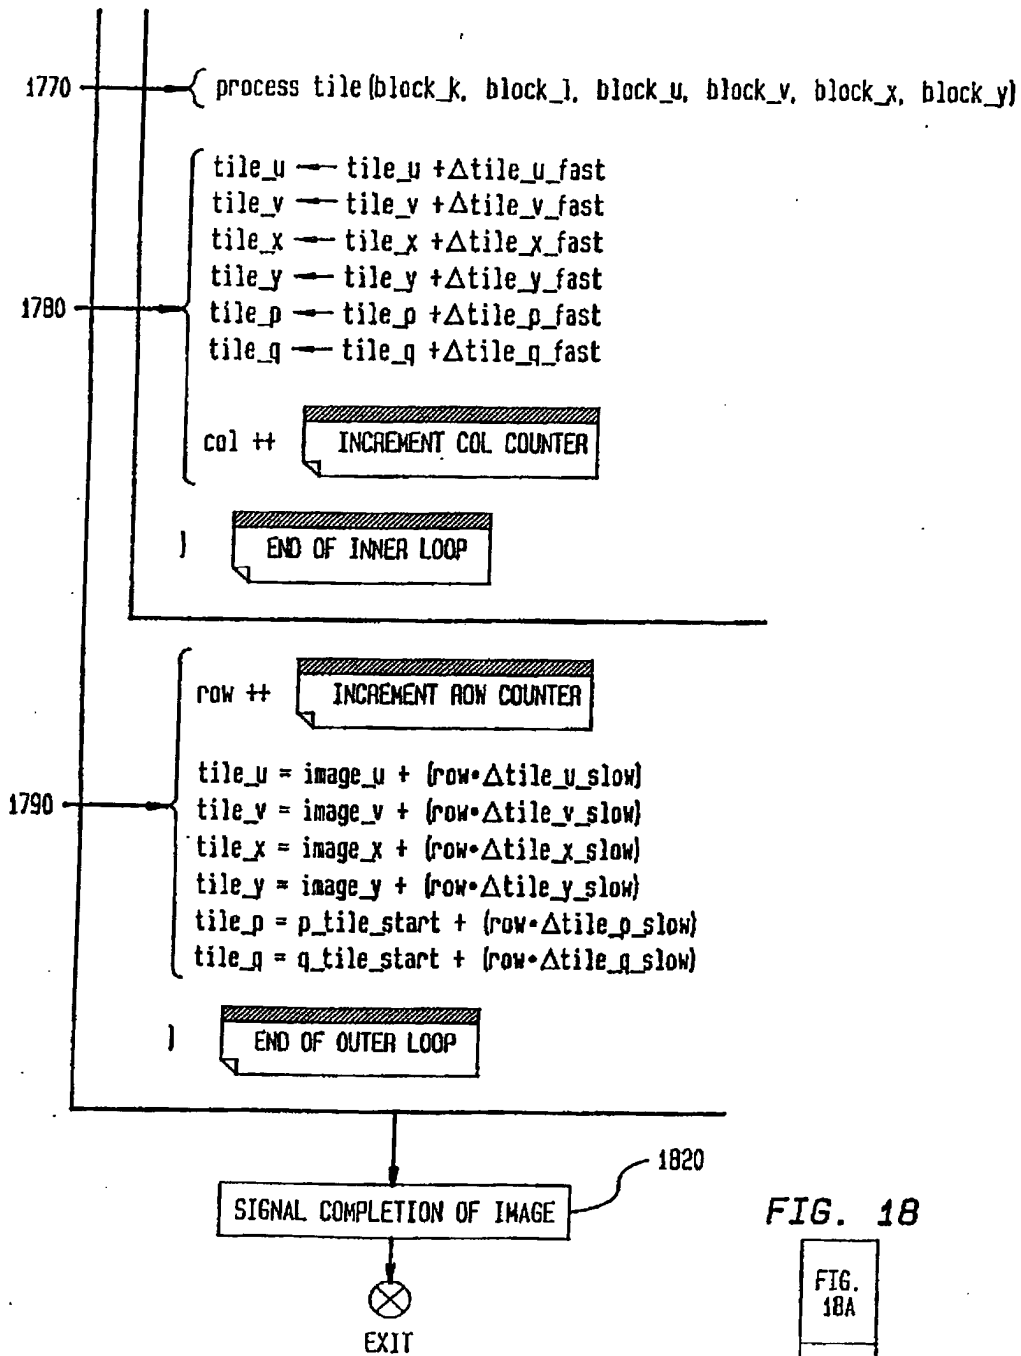 1770 { process tile (block_k, block_l, block_u, block_v, block_x, block_y)
tile_u ← tile_u +Δtile_u_fast
tile_v ← tile_v +Δtile_v_fast
tile_x ← tile_x +Δtile_x_fast
tile_y ← tile_y +Δtile_y_fast
1780
tile_p ← tile_p +Δtile_p_fast
tile_q ← tile_q +Δtile_q_fast
col ++ INCREMENT COL COUNTER
} END OF INNER LOOP
row ++ INCREMENT ROW COUNTER
tile_u = image_u + (row•Δtile_u_slow)
1790 tile_v = image_v + (row•Δtile_v_slow)
tile_x = image_x + (row•Δtile_x_slow)
tile_y = image_y + (row•Δtile_y_slow)
tile_p = p_tile_start + (row•Δtile_p_slow)
tile_q = q_tile_start + (row•Δtile_q_slow)
} END OF OUTER LOOP
1820
SIGNAL COMPLETION OF IMAGE
EXIT
FIG. 18
FIG.
18A